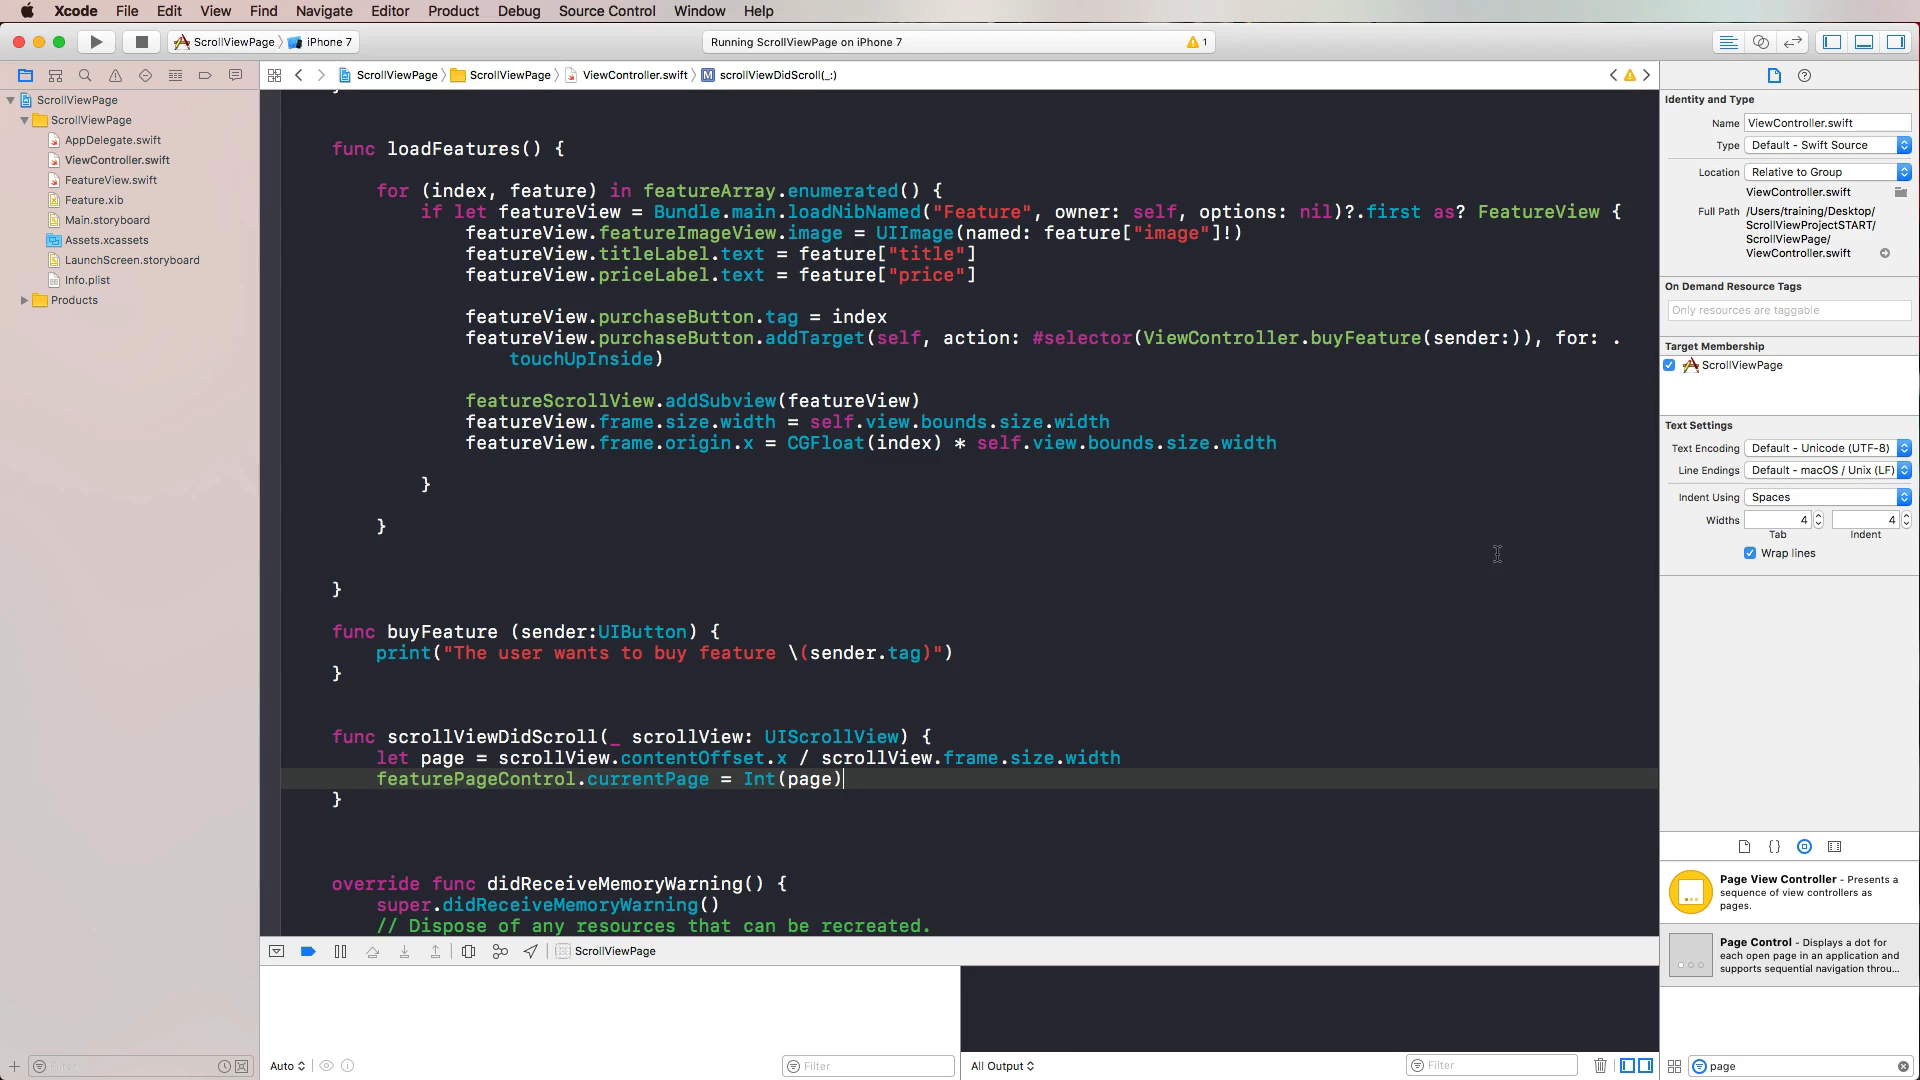 Xcode File Edit View Find Navigate Editor Product Debug Source Control Window Help
ScrollViewPage iPhone 7
Running ScrollViewPage on iPhone 7
1
ScrollViewPage ScrollViewPage ViewController.swift M scrollViewDidScroll(_:)
ScrollViewPage
ScrollViewPage
AppDelegate.swift
ViewController.swift
FeatureView.swift
Feature.xib
Main.storyboard
Assets.xcassets
LaunchScreen.storyboard
Info.plist
Products
Filter
func loadFeatures() {
for (index, feature) in featureArray.enumerated() {
if let featureView = Bundle.main.loadNibNamed("Feature", owner: self, options: nil)?.first as? FeatureView {
featureView.featureImageView.image = UIImage(named: feature["image"]!)
featureView.titleLabel.text = feature["title"]
featureView.priceLabel.text = feature["price"]
featureView.purchaseButton.tag = index
featureView.purchaseButton.addTarget(self, action: #selector(ViewController.buyFeature(sender:)), for: .
touchUpInside)
featureScrollView.addSubview(featureView)
featureView.frame.size.width = self.view.bounds.size.width
featureView.frame.origin.x = CGFloat(index) * self.view.bounds.size.width
}
}
}
func buyFeature (sender:UIButton) {
print("The user wants to buy feature \(sender.tag)")
}
func scrollViewDidScroll(_ scrollView: UIScrollView) {
let page = scrollView.contentOffset.x / scrollView.frame.size.width
featurePageControl.currentPage = Int(page)
}
override func didReceiveMemoryWarning() {
super.didReceiveMemoryWarning()
// Dispose of any resources that can be recreated.
ScrollViewPage
Auto
Filter
All Output
Filter
Identity and Type
Name ViewController.swift
Type Default - Swift Source
Location Relative to Group
ViewController.swift
Full Path /Users/training/Desktop/
ScrollViewProjectSTART/
ScrollViewPage/
ViewController.swift
On Demand Resource Tags
Only resources are taggable
Target Membership
ScrollViewPage
Text Settings
Text Encoding Default - Unicode (UTF-8)
Line Endings Default - macOS / Unix (LF)
Indent Using Spaces
Widths 4 4
Tab Indent
Wrap lines
Page View Controller - Presents a
sequence of view controllers as
pages.
Page Control - Displays a dot for
each open page in an application and
supports sequential navigation throu...
page